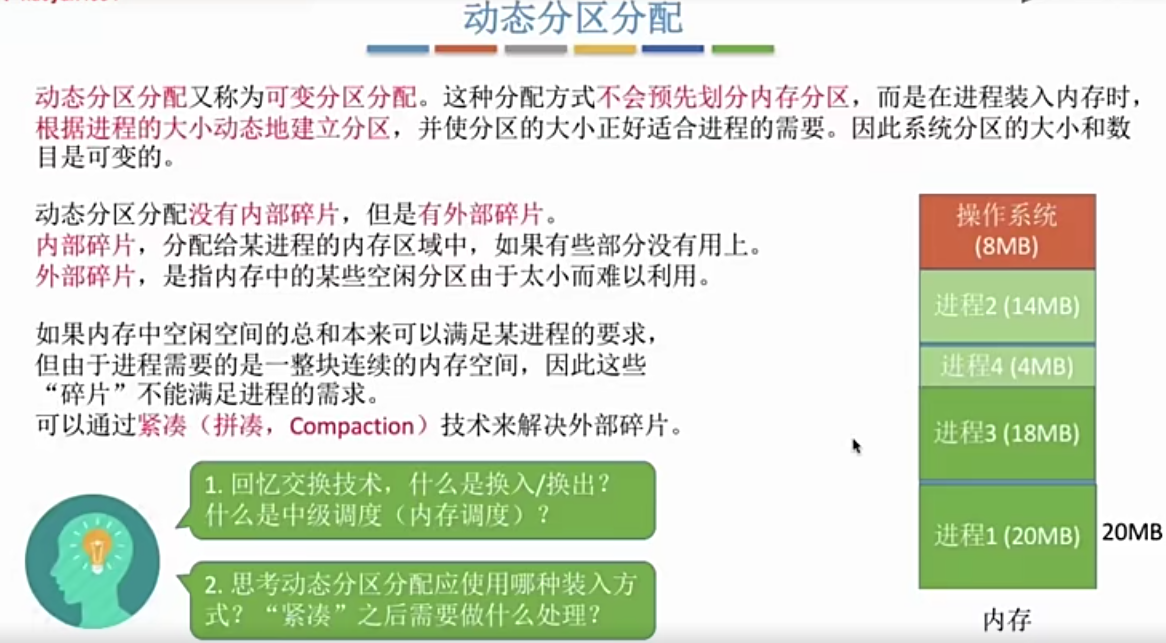 动态分区分配
动态分区分配又称为可变分区分配。这种分配方式不会预先划分内存分区，而是在进程装入内存时，
根据进程的大小动态地建立分区，并使分区的大小正好适合进程的需要。因此系统分区的大小和数
目是可变的。
动态分区分配没有内部碎片，但是有外部碎片。
内部碎片，分配给某进程的内存区域中，如果有些部分没有用上。
外部碎片，是指内存中的某些空闲分区由于太小而难以利用。
如果内存中空闲空间的总和本来可以满足某进程的要求，
但由于进程需要的是一整块连续的内存空间，因此这些
“碎片”不能满足进程的需求。
可以通过紧凑（拼凑，Compaction）技术来解决外部碎片。
1. 回忆交换技术，什么是换入/换出？
什么是中级调度（内存调度）？
2. 思考动态分区分配应使用哪种装入方
式？“紧凑”之后需要做什么处理？
操作系统
(8MB)
进程2 (14MB)
进程4 (4MB)
进程3 (18MB)
进程1 (20MB)
20MB
内存